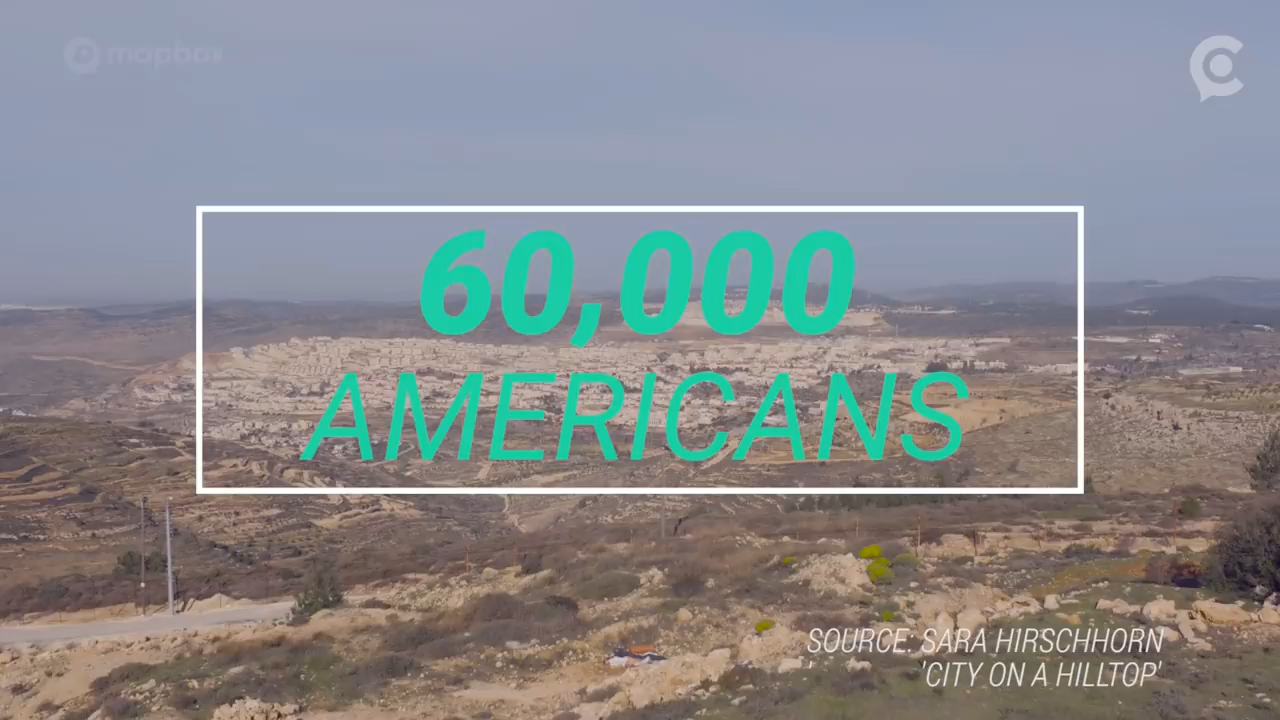 mapbox
60,000
AMERICANS
SOURCE: SARA HIRSCHHORN
'CITY ON A HILLTOP'